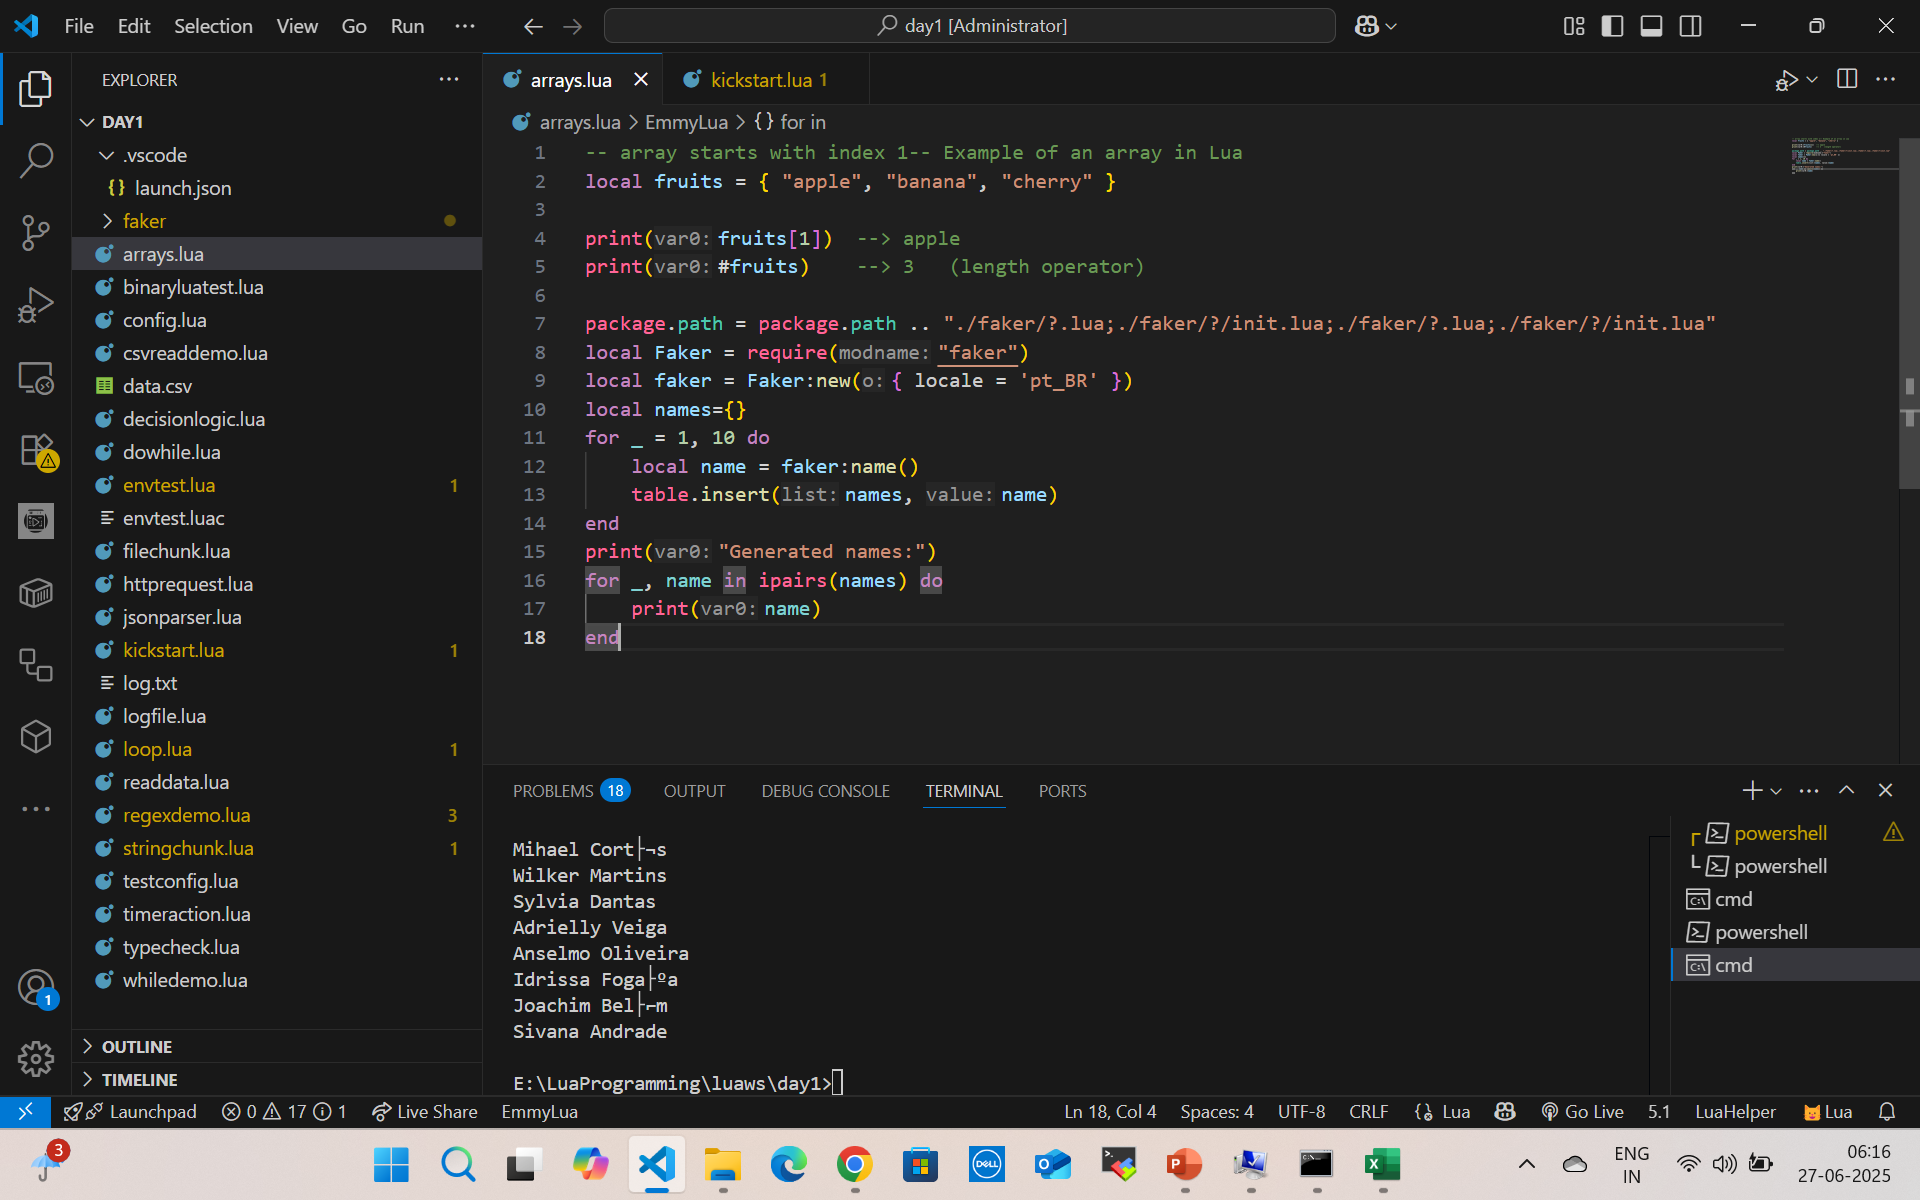 File Edit Selection View Go Run ··· day1 [Administrator]
EXPLORER ···
DAY1
.vscode
{} launch.json
faker
arrays.lua
binaryluatest.lua
config.lua
csvreaddemo.lua
data.csv
decisionlogic.lua
dowhile.lua
envtest.lua 1
envtest.luac
filechunk.lua
httprequest.lua
jsonparser.lua
kickstart.lua 1
log.txt
logfile.lua
loop.lua 1
readdata.lua
regexdemo.lua 3
stringchunk.lua 1
testconfig.lua
timeraction.lua
typecheck.lua
whiledemo.lua
OUTLINE
TIMELINE
1
arrays.lua kickstart.lua 1
arrays.lua > EmmyLua > {} for in
1 -- array starts with index 1-- Example of an array in Lua
2 local fruits = { "apple", "banana", "cherry" }
3
4 print(var0: fruits[1]) --> apple
5 print(var0: #fruits) --> 3 (length operator)
6
7 package.path = package.path .. "./faker/?.lua;./faker/?/init.lua;./faker/?.lua;./faker/?/init.lua"
8 local Faker = require(modname: "faker")
9 local faker = Faker:new(o: { locale = 'pt_BR' })
10 local names={}
11 for _ = 1, 10 do
12 local name = faker:name()
13 table.insert(list: names, value: name)
14 end
15 print(var0: "Generated names:")
16 for _, name in ipairs(names) do
17 print(var0: name)
18 end
PROBLEMS 18 OUTPUT DEBUG CONSOLE TERMINAL PORTS
Mihael Cort├¬s
Wilker Martins
Sylvia Dantas
Adrielly Veiga
Anselmo Oliveira
Idrissa Foga├ºa
Joachim Bel├⌐m
Sivana Andrade
E:\LuaProgramming\luaws\day1>
powershell
powershell
cmd
powershell
cmd
Launchpad 0 17 1 Live Share EmmyLua Ln 18, Col 4 Spaces: 4 UTF-8 CRLF Lua Go Live 5.1 LuaHelper Lua
3 ENG 06:16
IN 27-06-2025